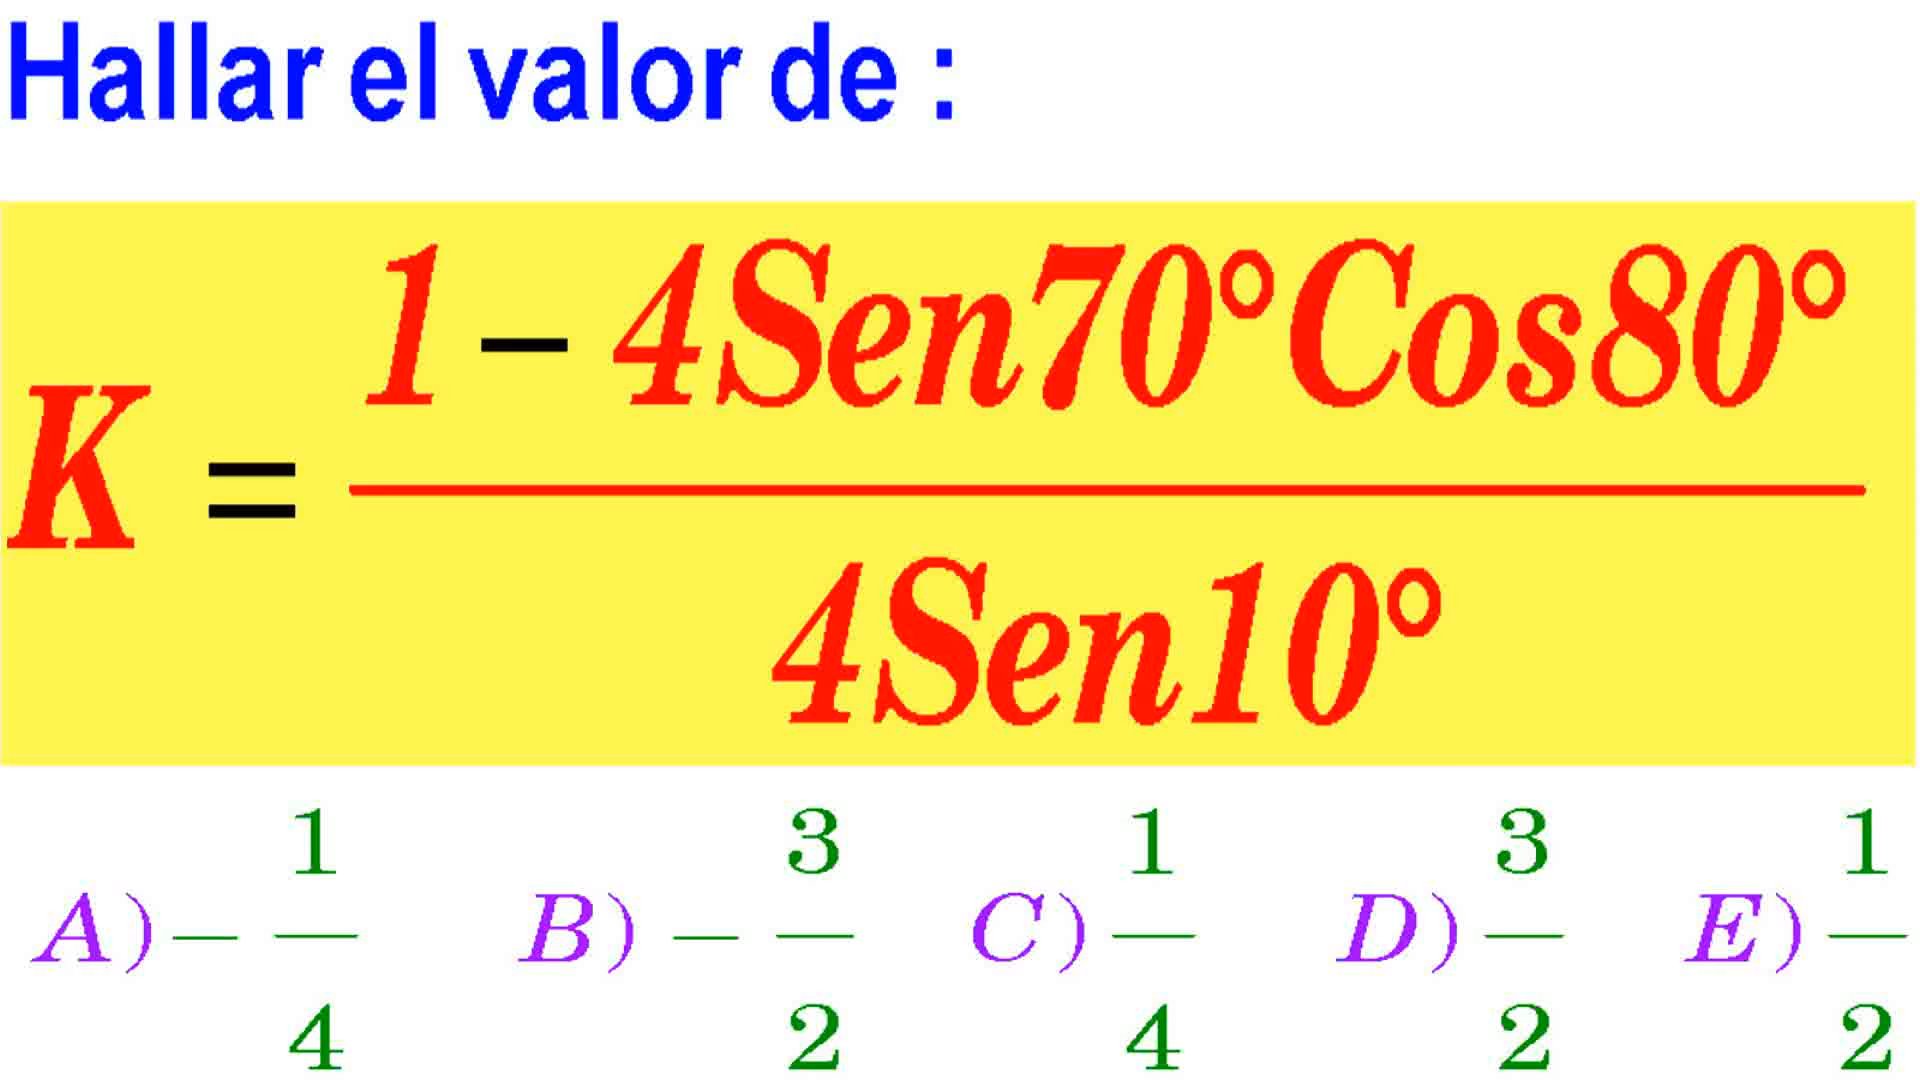 Hallar el valor de :
1 − 4Sen70°Cos80°
K =
4Sen10°
1 3 1 3 1
A) − B) − C) D) E)
4 2 4 2 2